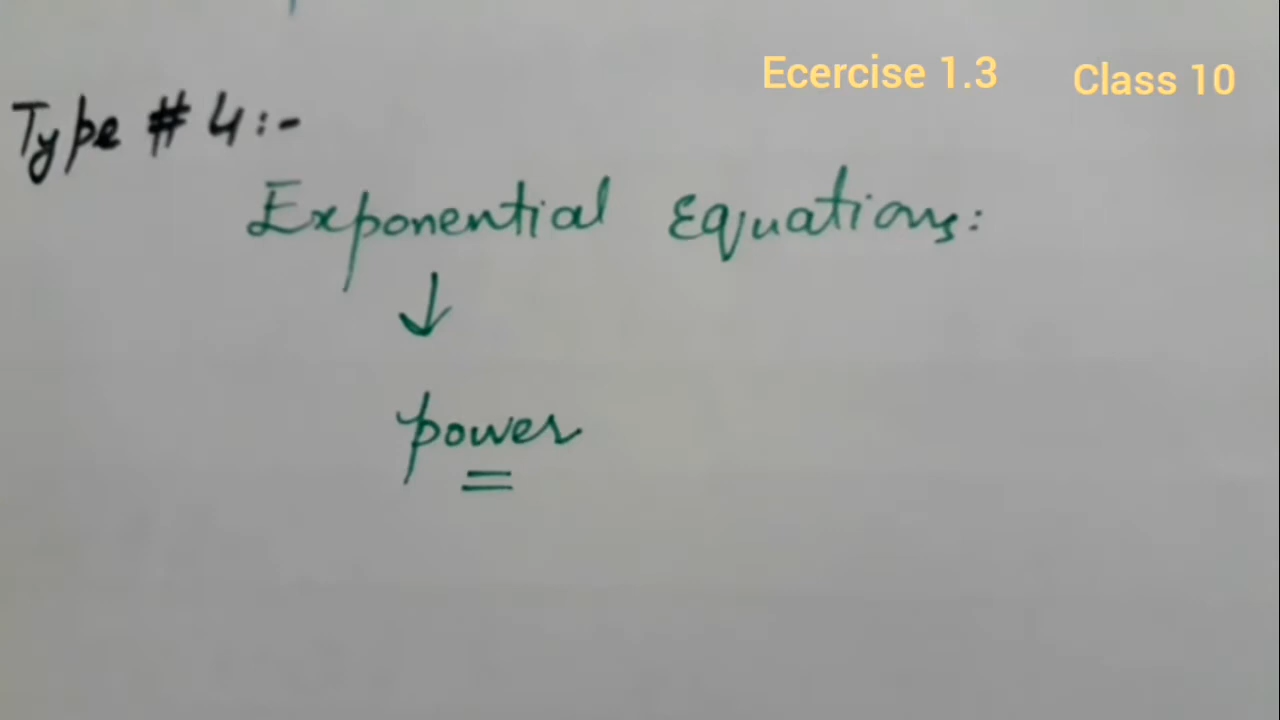 Ecercise 1.3 Class 10
Type # 4:-
Exponential Equations:
↓
power